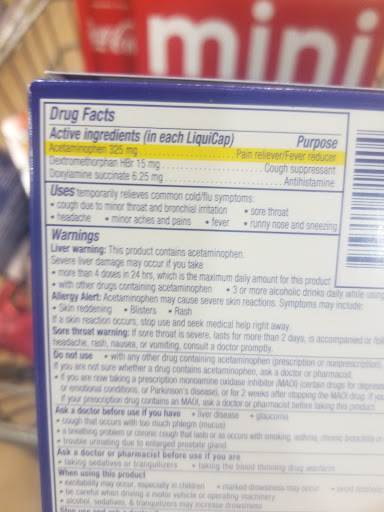 mini
Drug Facts
Active ingredients (in each LiquiCap) Purpose
Acetaminophen 325 mg Pain reliever/Fever reducer
Dextromethorphan HBr 15 mg Cough suppressant
Doxylamine succinate 6.25 mg Antihistamine
Uses temporarily relieves common cold/flu symptoms:
• cough due to minor throat and bronchial irritation • sore throat
• headache • minor aches and pains • fever • runny nose and sneezing
Warnings
Liver warning: This product contains acetaminophen.
Severe liver damage may occur if you take
• more than 4 doses in 24 hrs, which is the maximum daily amount for this product
• with other drugs containing acetaminophen • 3 or more alcoholic drinks daily while using
Allergy Alert: Acetaminophen may cause severe skin reactions. Symptoms may include:
• Skin reddening • Blisters • Rash
If a skin reaction occurs, stop use and seek medical help right away.
Sore throat warning: If sore throat is severe, lasts for more than 2 days, is accompanied or
headache, rash, nausea, or vomiting, consult a doctor promptly.
Do not use • with any other drug containing acetaminophen (prescription or nonprescription).
If you are not sure whether a drug contains acetaminophen, ask a doctor or pharmacist.
• if you are now taking a prescription monoamine oxidase inhibitor (MAOI) (certain drugs for
or emotional conditions, or Parkinson's disease), or for 2 weeks after stopping the MAOI drug. If
if your prescription drug contains an MAOI, ask a doctor or pharmacist before taking this product.
Ask a doctor before use if you have • liver disease • glaucoma
• cough that occurs with too much phlegm (mucus)
• a breathing problem or chronic cough that lasts or as occurs with smoking, asthma, chronic bronchitis or
• trouble urinating due to enlarged prostate gland
Ask a doctor or pharmacist before use if you are
• taking sedatives or tranquilizers • taking the blood thinning drug warfarin
When using this product
• excitability may occur, especially in children • marked drowsiness may occur • avoid alcoholic
• be careful when driving a motor vehicle or operating machinery
• alcohol, sedatives, & tranquilizers may increase drowsiness
Stop use and ask a doctor if